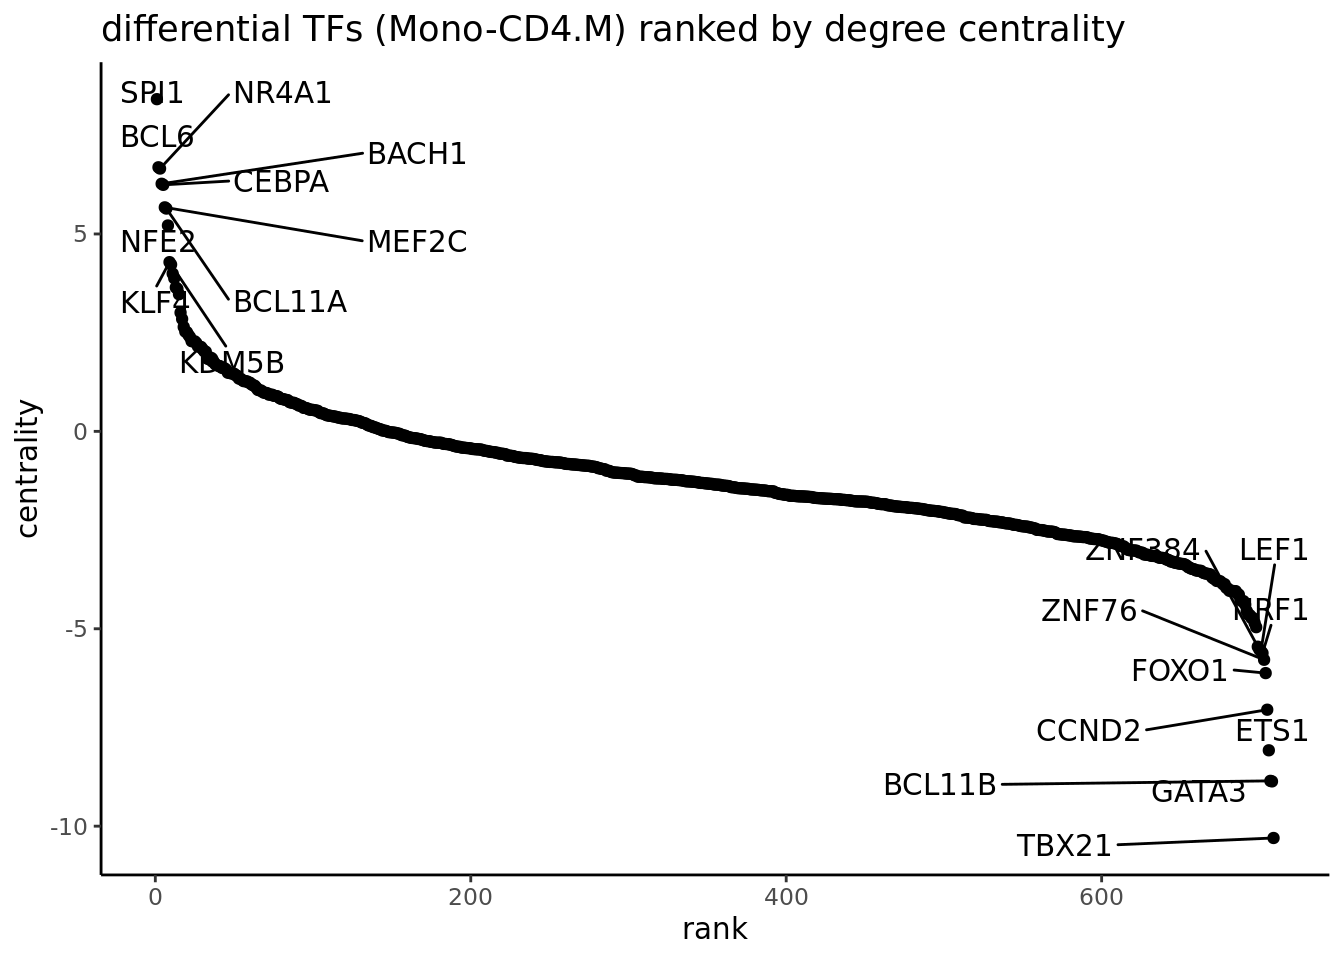 differential TFs (Mono-CD4.M) ranked by degree centrality
SPI1
NR4A1
BCL6
BACH1
CEBPA
NFE2
MEF2C
KLF4
BCL11A
KDM5B
ZNF384
LEF1
ZNF76
NRF1
FOXO1
CCND2
ETS1
BCL11B
GATA3
TBX21
centrality
5
0
-5
-10
0
200
400
600
rank